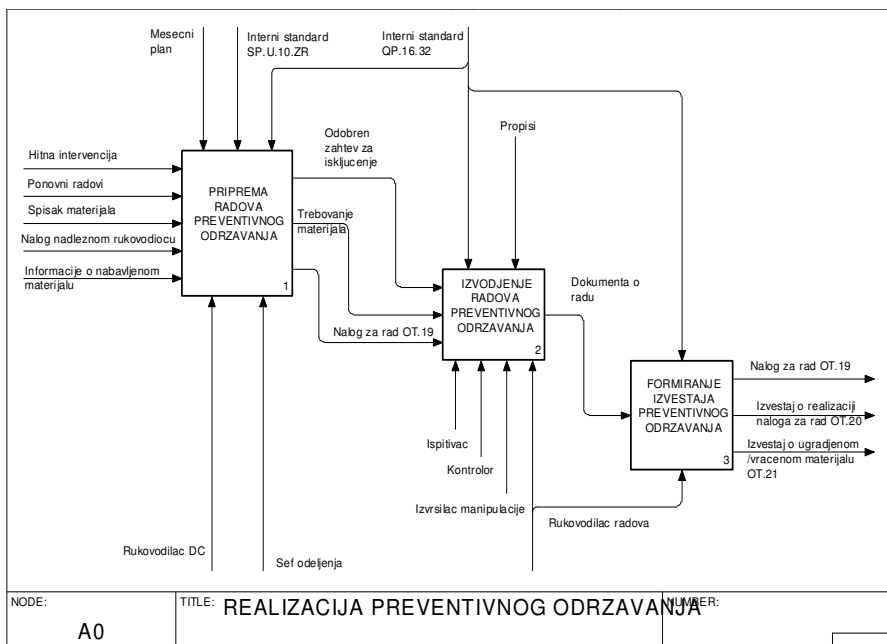 Mesecni
plan
Interni standard
SP.U.10.ZR
Interni standard
QP.16.32
Propisi
Hitna intervencija
Ponovni radovi
Spisak materijala
Nalog nadleznom rukovodiocu
Informacije o nabavljenom
materijalu
PRIPREMA
RADOVA
PREVENTIVNOG
ODRZAVANJA
1
Odobren
zahtev za
iskljucenje
Trebovanje
materijala
Nalog za rad OT.19
IZVODJENJE
RADOVA
PREVENTIVNOG
ODRZAVANJA
2
Dokumenta o
radu
FORMIRANJE
IZVESTAJA
PREVENTIVNOG
ODRZAVANJA
3
Nalog za rad OT.19
Izvestaj o realizaciji
naloga za rad OT.20
Izvestaj o ugradjenom
/vracenom materijalu
OT.21
Ispitivac
Kontrolor
Izvrsilac manipulacije
Rukovodilac radova
Rukovodilac DC
Sef odeljenja
NODE:
A0
TITLE:
REALIZACIJA PREVENTIVNOG ODRZAVANJA
NUMBER: